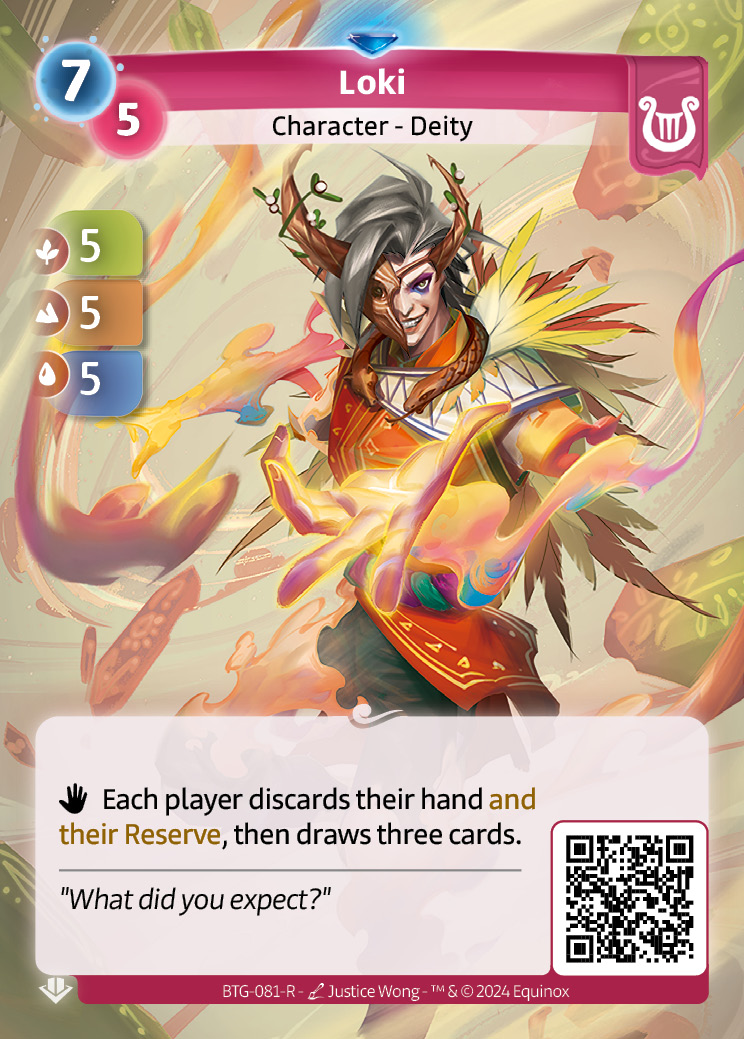 7
Loki
5
Character - Deity
5
5
5
Each player discards their hand and
their Reserve, then draws three cards.
"What did you expect?"
BTG-081-R - Justice Wong - ™ & © 2024 Equinox